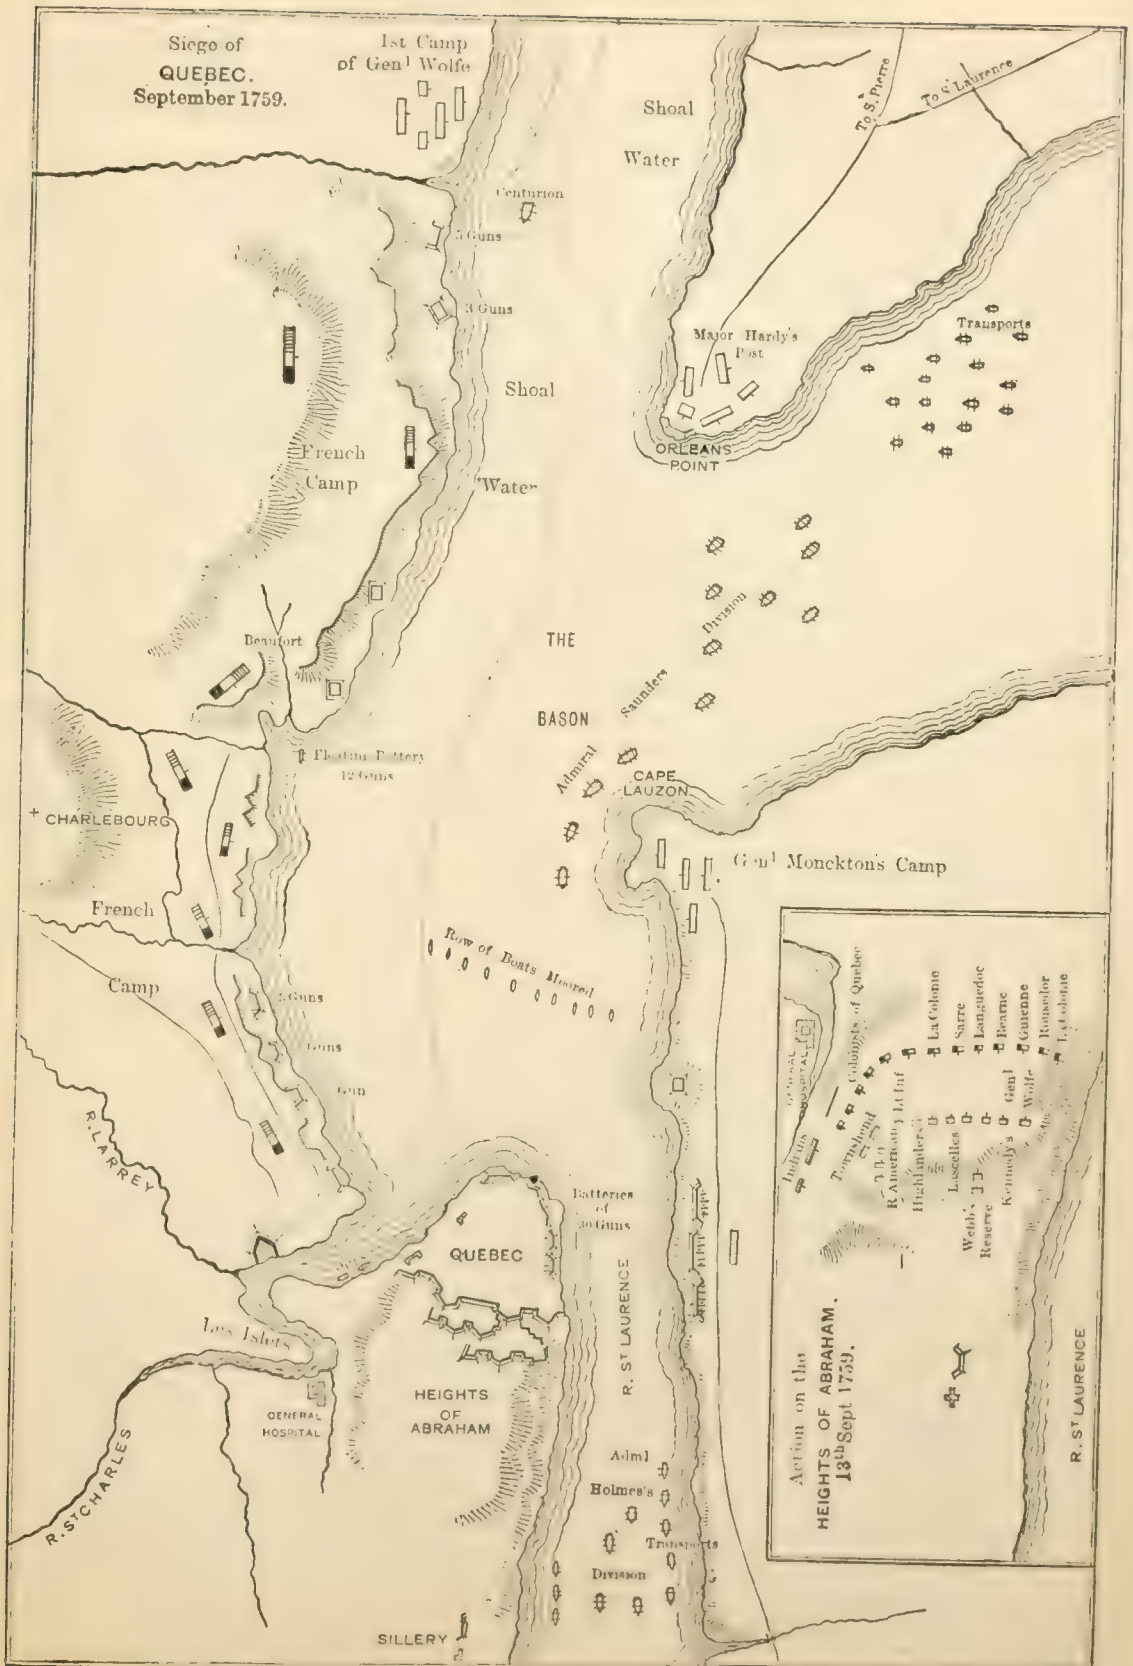 Siege of
QUEBEC.
September 1759.
1st Camp
of Genl Wolfe
Shoal
Water
To S. Pierre
To S. Laurence
Centurion
5 Guns
3 Guns
Shoal
Water
French
Camp
Major Hardy's
Post
ORLEANS
POINT
Transports
Beaufort
THE
BASON
Admiral Saunders Division
Floating Battery
12 Guns
CAPE
LAUZON
+ CHARLEBOURG
Genl Monckton's Camp
French
Camp
Row of Boats Moored
Guns
Guns
Gun
R. LARREY
Batteries
of
Guns
QUEBEC
R. ST LAURENCE
Les Islets
GENERAL
HOSPITAL
HEIGHTS
OF
ABRAHAM
R. ST CHARLES
Adml
Holmes's
Transports
Division
SILLERY
Action on the
HEIGHTS OF ABRAHAM.
13th Sept 1759.
GENERAL
HOSPITAL
Indians
Colonists of Quebec
Townshend
R. American
Lt Inf
Highlanders
Lascelles
Webb's
Reserve
Kennedy's
Genl
Wolfe
La Colonie
Sarre
Languedoc
Bearne
Guienne
La Colonie
R. ST LAURENCE